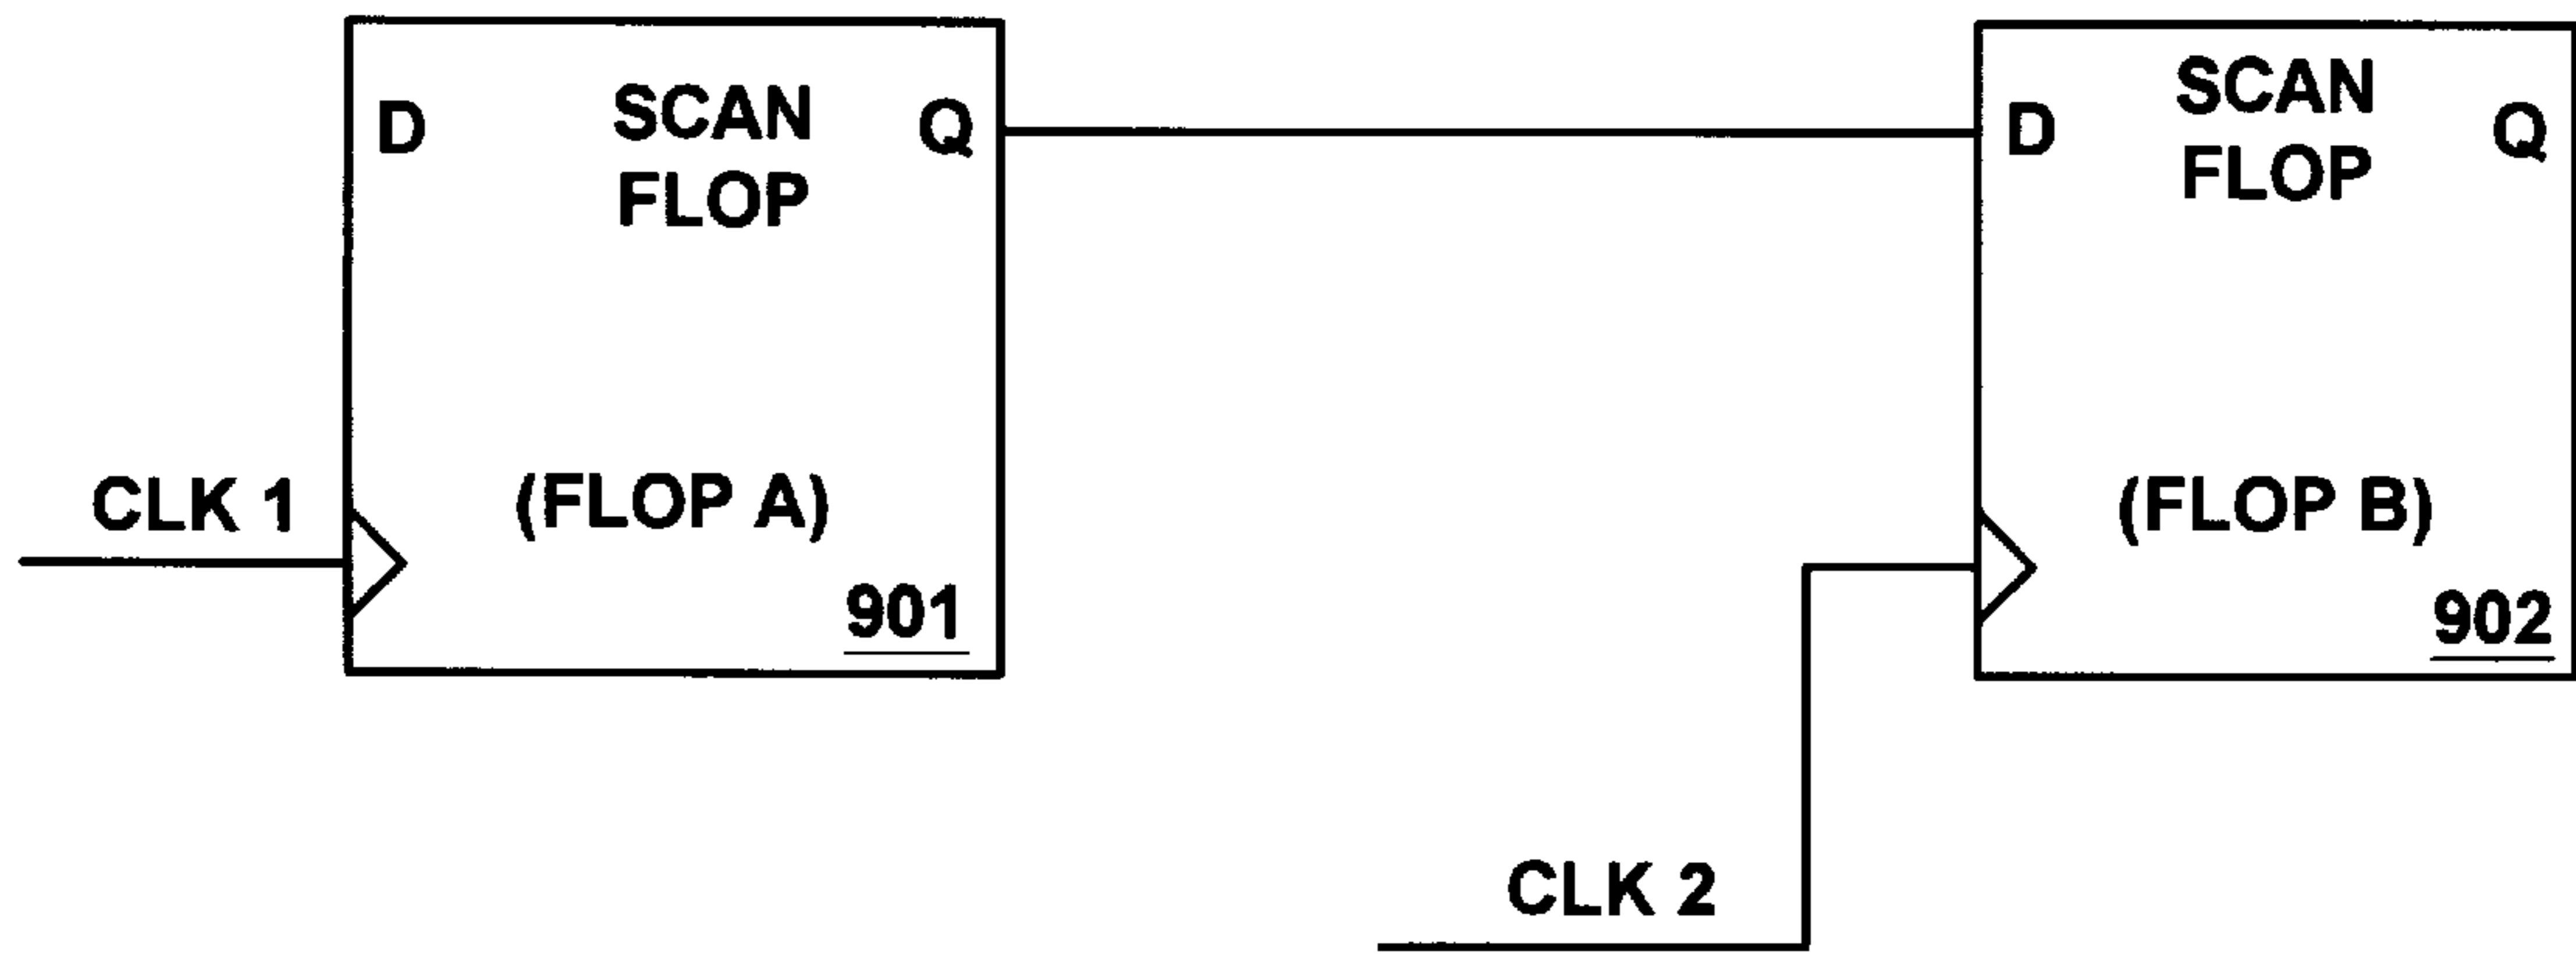 D
SCAN
FLOP
Q
CLK 1
(FLOP A)
901
D
SCAN
FLOP
Q
(FLOP B)
902
CLK 2